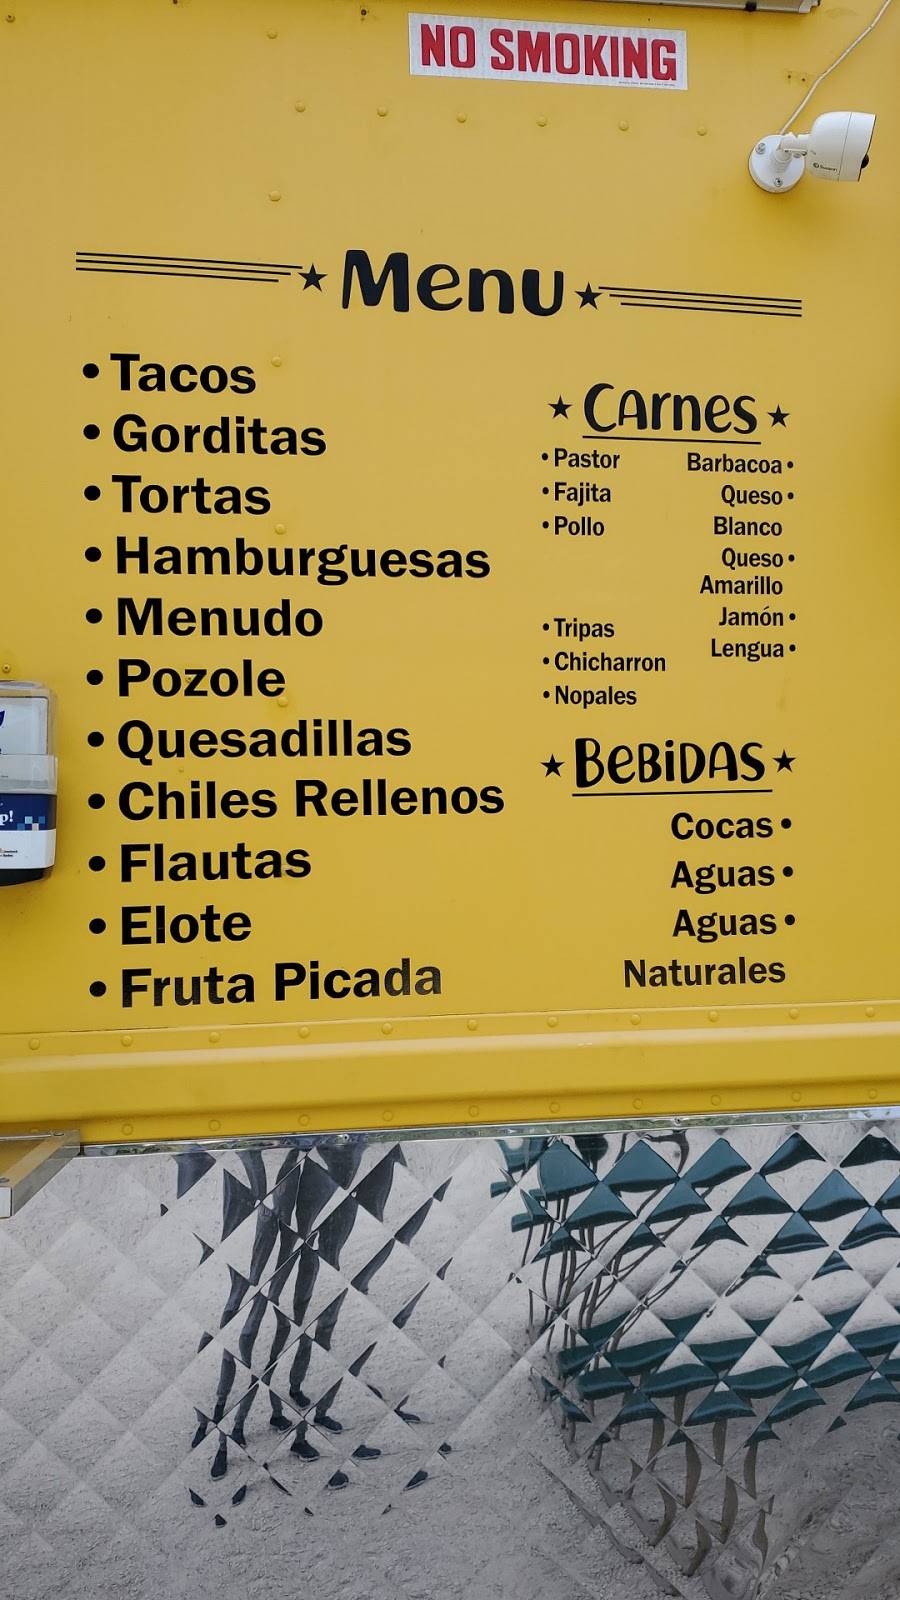 NO SMOKING
Menu
• Tacos
• Gorditas
• Tortas
• Hamburguesas
• Menudo
• Pozole
• Quesadillas
• Chiles Rellenos
• Flautas
• Elote
• Fruta Picada
Carnes
• Pastor
• Fajita
• Pollo
• Tripas
• Chicharron
• Nopales
Barbacoa •
Queso •
Blanco
Queso •
Amarillo
Jamón •
Lengua •
Bebidas
Cocas •
Aguas •
Aguas •
Naturales
p!